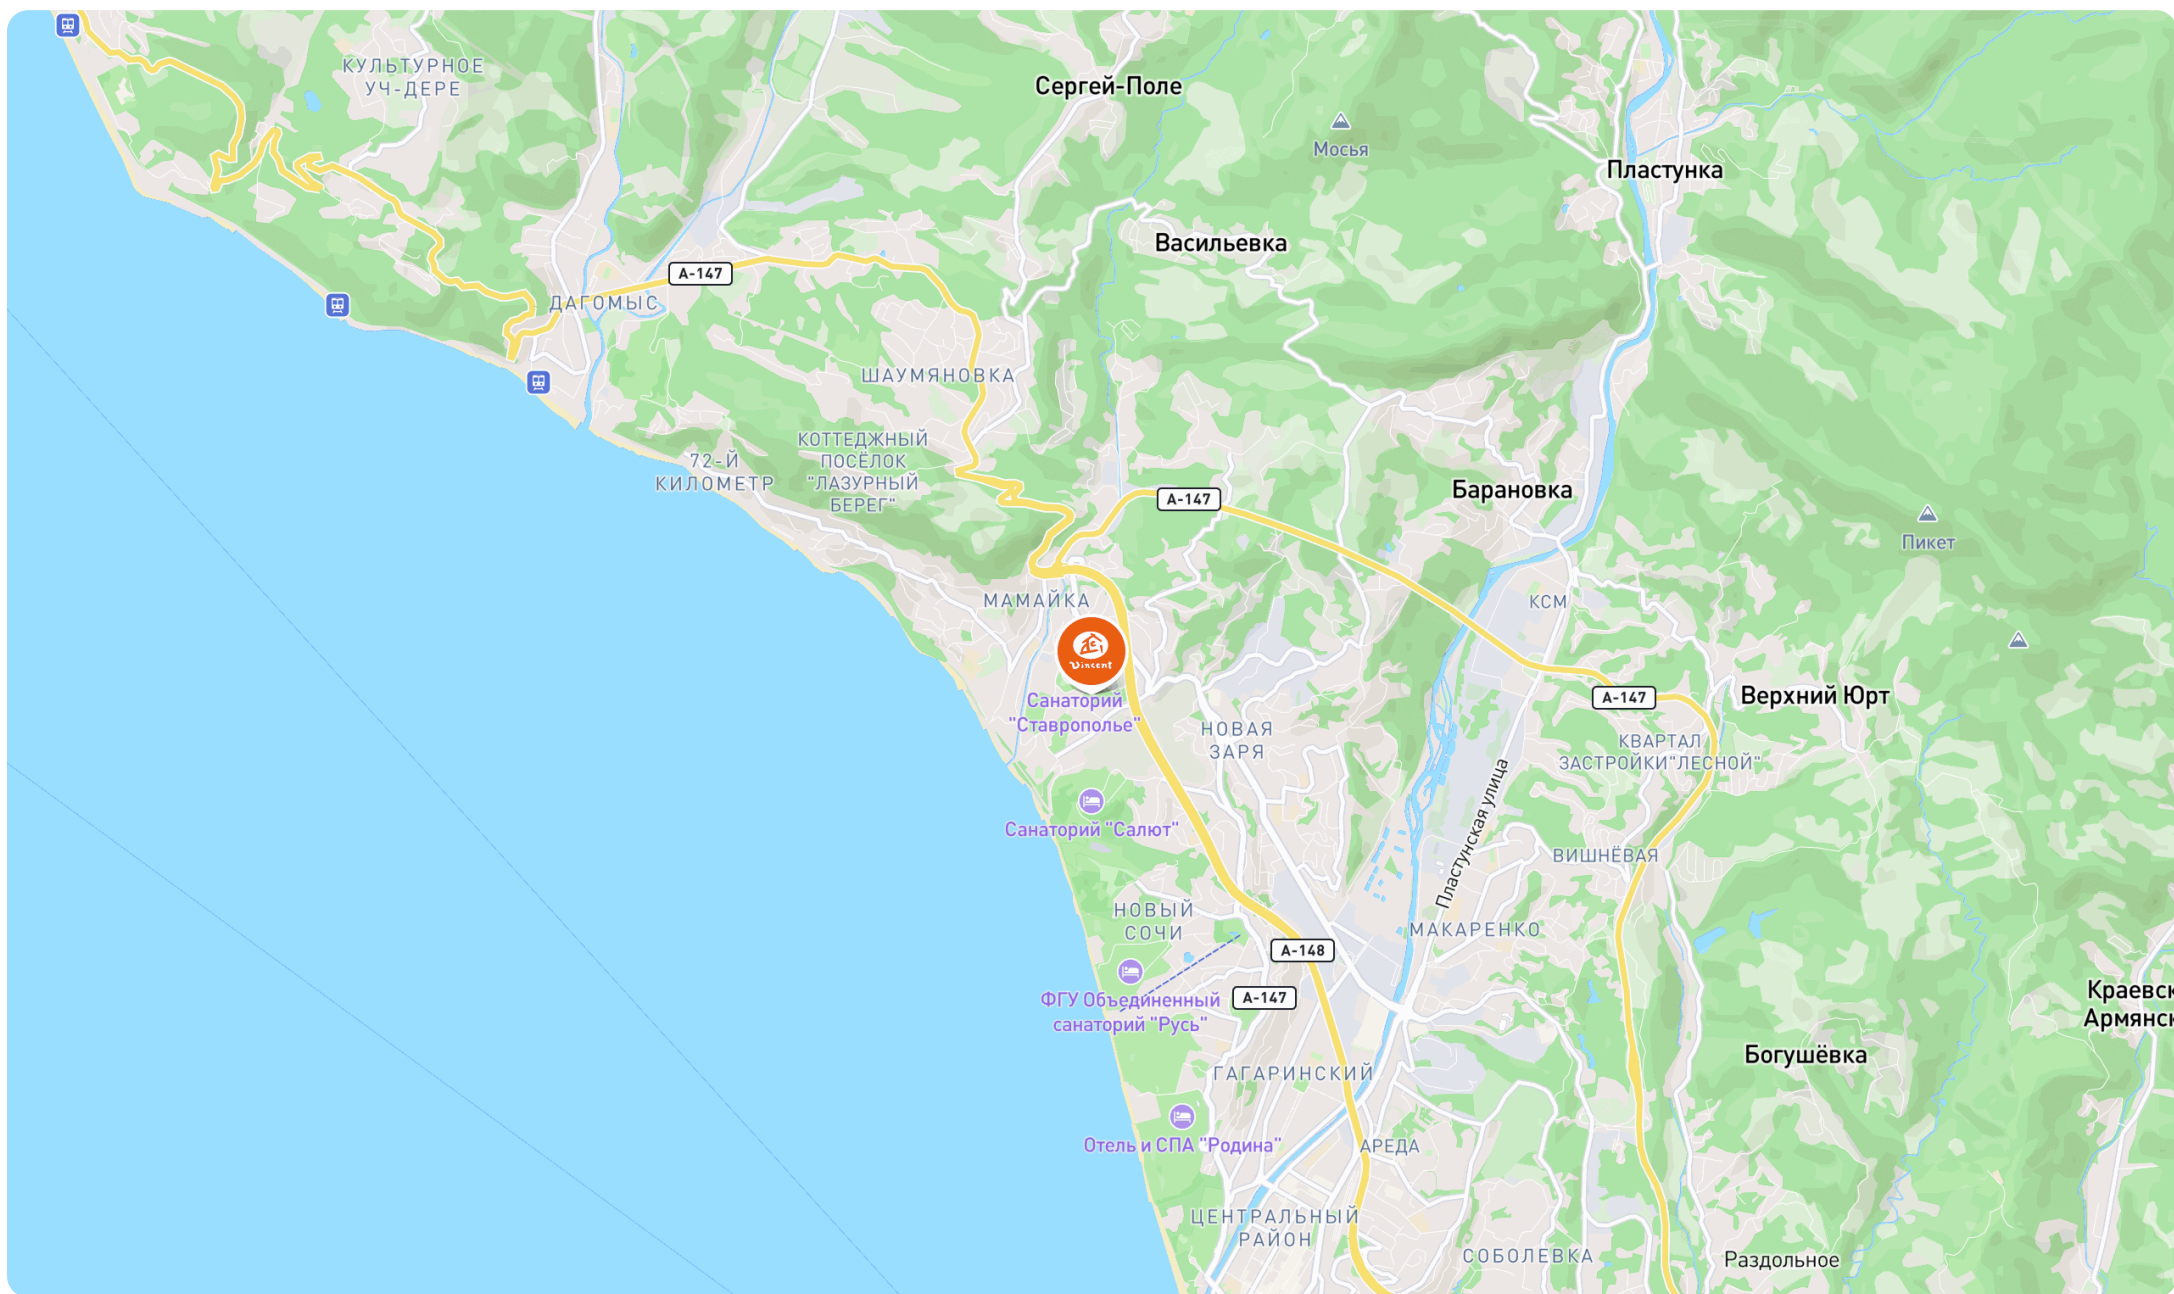 КУЛЬТУРНОЕ
УЧ-ДЕРЕ
Сергей-Поле
Мосья
Пластунка
Васильевка
А-147
ДАГОМЫС
ШАУМЯНОВКА
КОТТЕДЖНЫЙ
ПОСЁЛОК
"ЛАЗУРНЫЙ
БЕРЕГ"
72-Й
КИЛОМЕТР
А-147
Барановка
Пикет
МАМАЙКА
КСМ
Vincent
Санаторий
"Ставрополье"
А-147
Верхний Юрт
НОВАЯ
ЗАРЯ
КВАРТАЛ
ЗАСТРОЙКИ"ЛЕСНОЙ"
Пластунская улица
Санаторий "Салют"
ВИШНЁВАЯ
НОВЫЙ
СОЧИ
МАКАРЕНКО
А-148
А-147
ФГУ Объединенный
санаторий "Русь"
Краевск
Армянск
Богушёвка
ГАГАРИНСКИЙ
Отель и СПА "Родина"
АРЕДА
ЦЕНТРАЛЬНЫЙ
РАЙОН
СОБОЛЕВКА
Раздольное